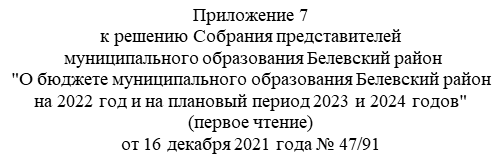 Приложение 7
к решению Собрания представителей
муниципального образования Белевский район
"О бюджете муниципального образования Белевский район
на 2022 год и на плановый период 2023 и 2024 годов"
(первое чтение)
от 16 декабря 2021 года № 47/91